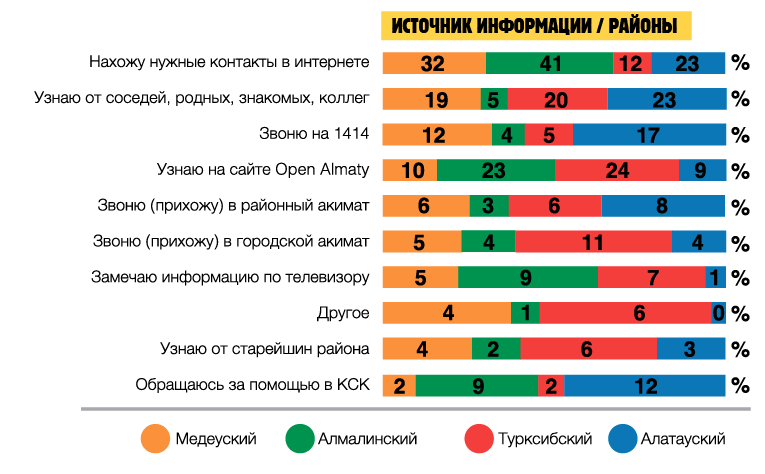 ИСТОЧНИК ИНФОРМАЦИИ / РАЙОНЫ
Нахожу нужные контакты в интернете 32 41 12 23 %
Узнаю от соседей, родных, знакомых, коллег 19 5 20 23 %
Звоню на 1414 12 4 5 17 %
Узнаю на сайте Open Almaty 10 23 24 9 %
Звоню (прихожу) в районный акимат 6 3 6 8 %
Звоню (прихожу) в городской акимат 5 4 11 4 %
Замечаю информацию по телевизору 5 9 7 1 %
Другое 4 1 6 0 %
Узнаю от старейшин района 4 2 6 3 %
Обращаюсь за помощью в КСК 2 9 2 12 %
Медеуский Алмалинский Турксибский Алатауский